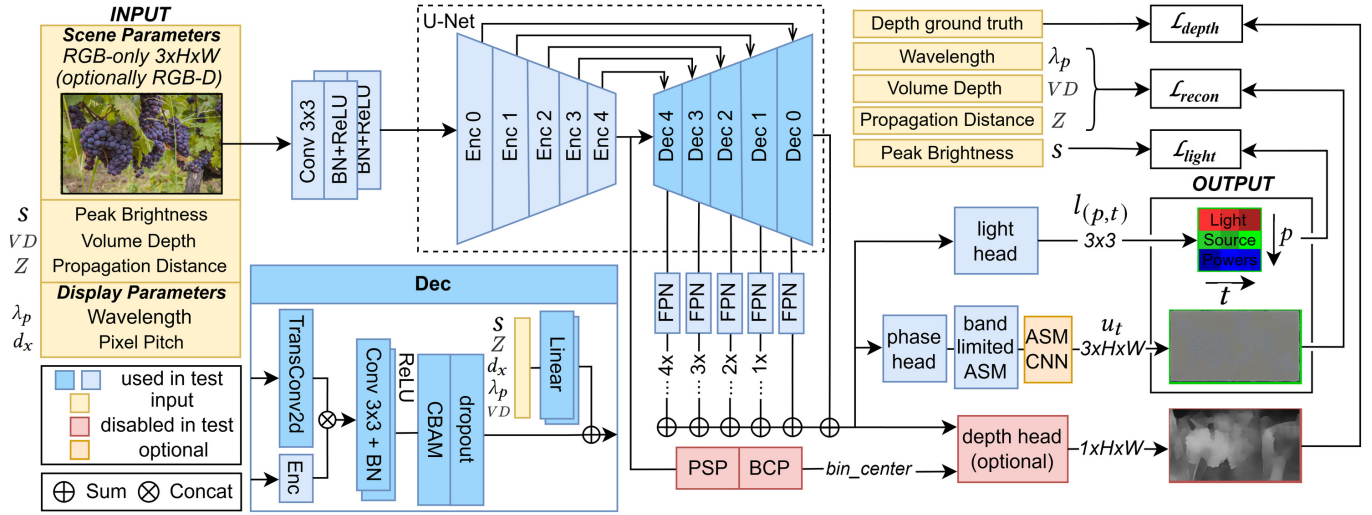 INPUT
Scene Parameters
RGB-only 3xHxW
(optionally RGB-D)
S Peak Brightness
VD Volume Depth
Z Propagation Distance
Display Parameters
λp Wavelength
dx Pixel Pitch
used in test
input
disabled in test
optional
⊕ Sum ⊗ Concat
Conv 3x3
BN+ReLU
BN+ReLU
U-Net
Enc 0
Enc 1
Enc 2
Enc 3
Enc 4
Dec 4
Dec 3
Dec 2
Dec 1
Dec 0
Dec
TransConv2d
Enc
Conv 3x3 + BN
ReLU
CBAM
dropout
S
Z
dx
λp
VD
Linear
FPN
FPN
FPN
FPN
FPN
... 4x
... 3x
... 2x
... 1x
PSP
BCP
bin_center
Depth ground truth
Wavelength λp
Volume Depth VD
Propagation Distance Z
Peak Brightness S
ℒdepth
ℒrecon
ℒlight
OUTPUT
light
head
l(p,t)
3x3
Light
Source
Powers
p
t
phase
head
band
limited
ASM
ASM
CNN
ut
3xHxW
depth head
(optional)
1xHxW